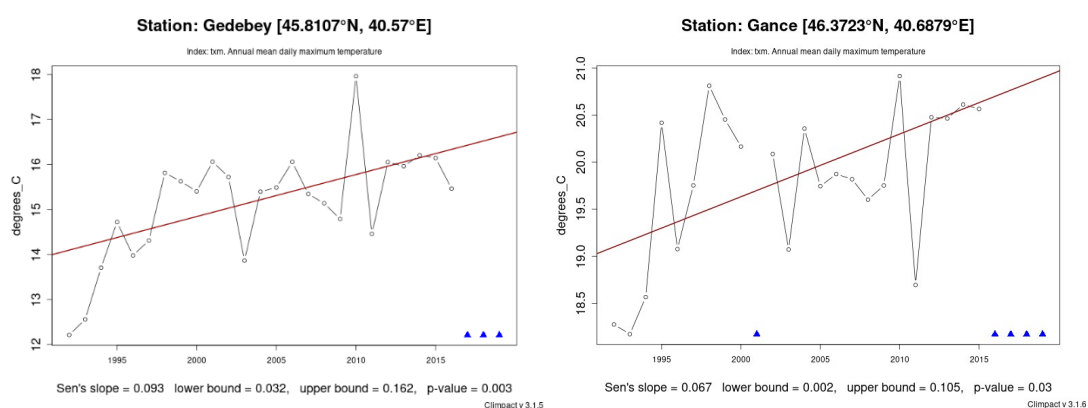 Station: Gedebey [45.8107°N, 40.57°E]
Index: txm. Annual mean daily maximum temperature
degrees_C
18
17
16
15
14
13
12
1995
2000
2005
2010
2015
Sen's slope = 0.093 lower bound = 0.032, upper bound = 0.162, p-value = 0.003
Climpact v 3.1.5
Station: Gance [46.3723°N, 40.6879°E]
Index: txm. Annual mean daily maximum temperature
degrees_C
21.0
20.5
20.0
19.5
19.0
18.5
1995
2000
2005
2010
2015
Sen's slope = 0.067 lower bound = 0.002, upper bound = 0.105, p-value = 0.03
Climpact v 3.1.6